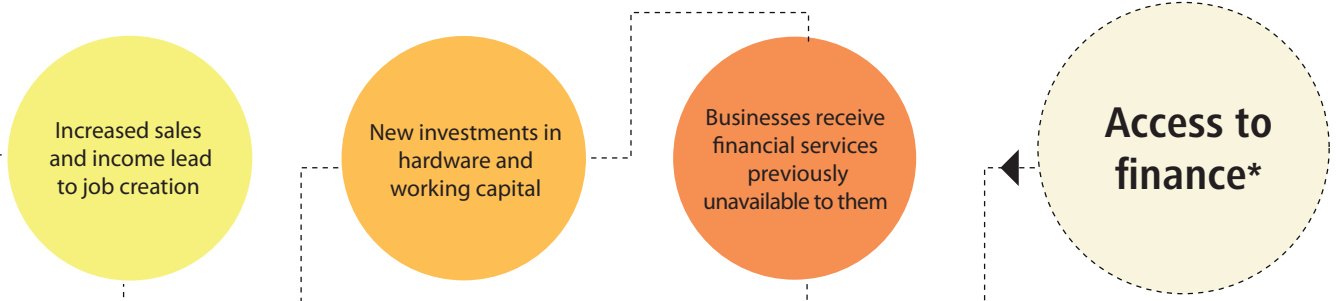 Increased sales
and income lead
to job creation
New investments in
hardware and
working capital
Businesses receive
financial services
previously
unavailable to them
Access to
finance*